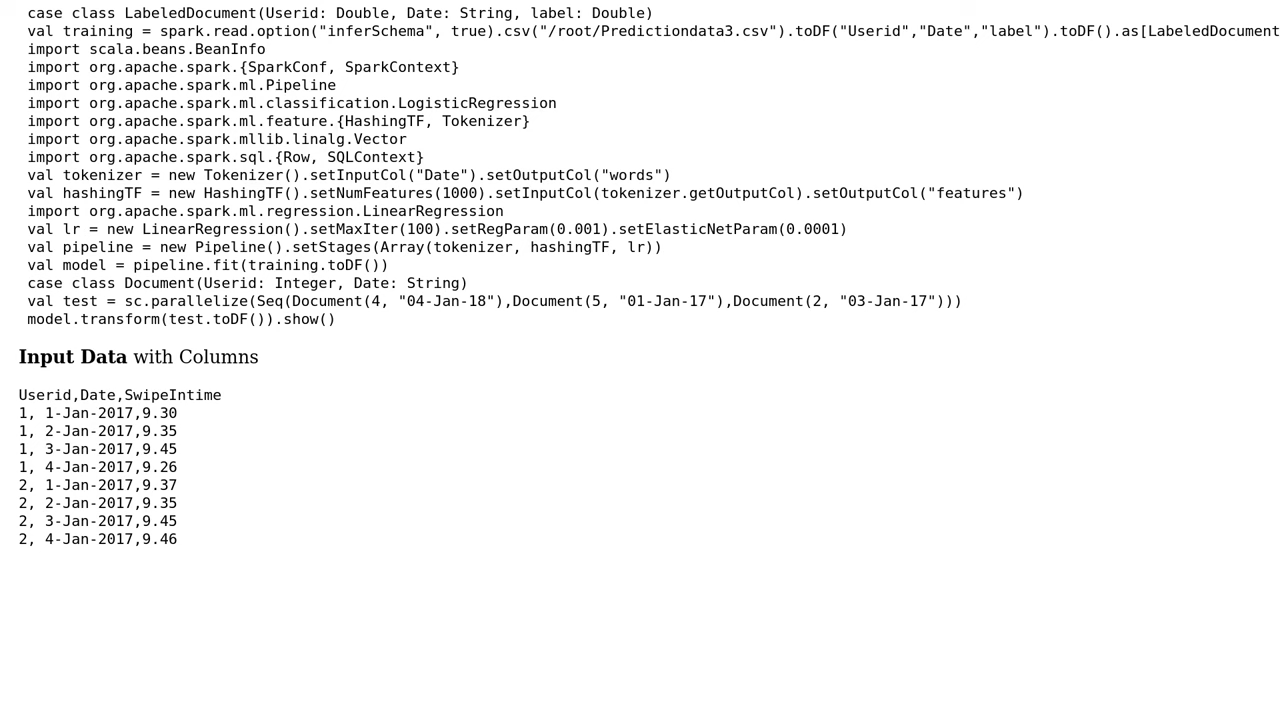 case class LabeledDocument(Userid: Double, Date: String, label: Double)
val training = spark.read.option("inferSchema", true).csv("/root/Predictiondata3.csv").toDF("Userid","Date","label").toDF().as[LabeledDocument
import scala.beans.BeanInfo
import org.apache.spark.{SparkConf, SparkContext}
import org.apache.spark.ml.Pipeline
import org.apache.spark.ml.classification.LogisticRegression
import org.apache.spark.ml.feature.{HashingTF, Tokenizer}
import org.apache.spark.mllib.linalg.Vector
import org.apache.spark.sql.{Row, SQLContext}
val tokenizer = new Tokenizer().setInputCol("Date").setOutputCol("words")
val hashingTF = new HashingTF().setNumFeatures(1000).setInputCol(tokenizer.getOutputCol).setOutputCol("features")
import org.apache.spark.ml.regression.LinearRegression
val lr = new LinearRegression().setMaxIter(100).setRegParam(0.001).setElasticNetParam(0.0001)
val pipeline = new Pipeline().setStages(Array(tokenizer, hashingTF, lr))
val model = pipeline.fit(training.toDF())
case class Document(Userid: Integer, Date: String)
val test = sc.parallelize(Seq(Document(4, "04-Jan-18"),Document(5, "01-Jan-17"),Document(2, "03-Jan-17")))
model.transform(test.toDF()).show()
Input Data with Columns
Userid,Date,SwipeIntime
1, 1-Jan-2017,9.30
1, 2-Jan-2017,9.35
1, 3-Jan-2017,9.45
1, 4-Jan-2017,9.26
2, 1-Jan-2017,9.37
2, 2-Jan-2017,9.35
2, 3-Jan-2017,9.45
2, 4-Jan-2017,9.46